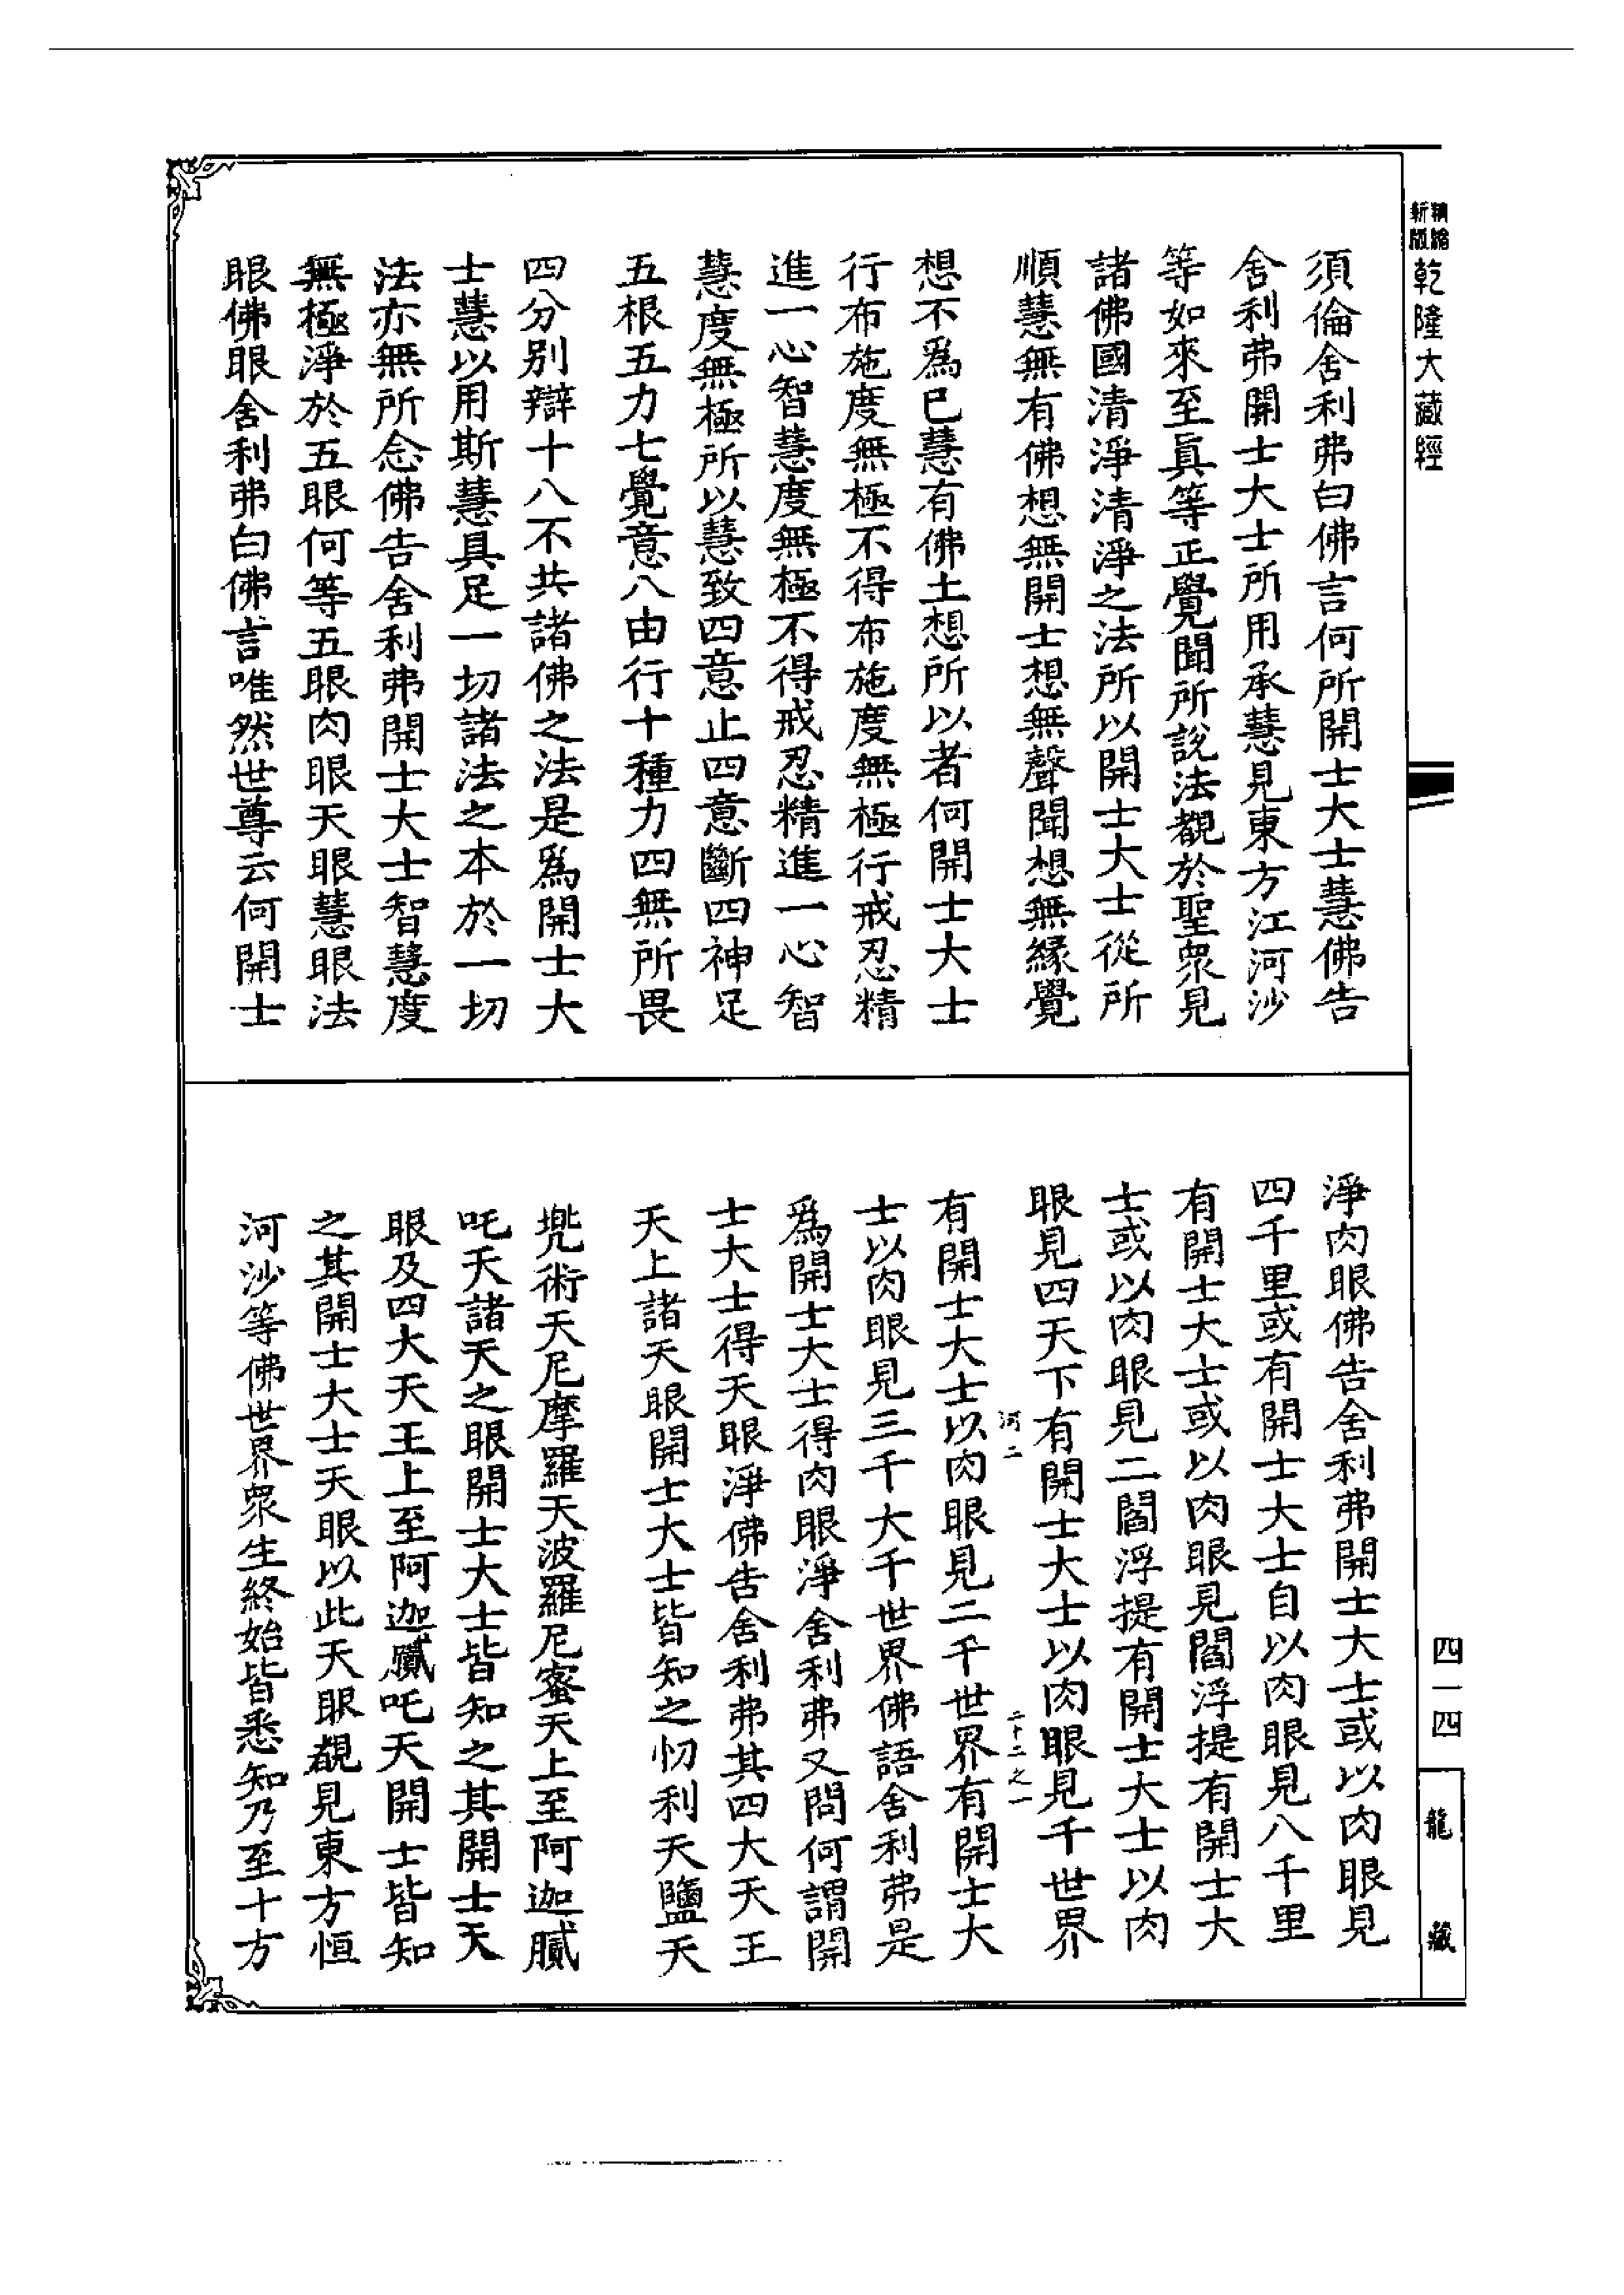 精縮新版
乾隆大藏經
須倫舍利弗白佛言何所開士大士慧佛告
舍利弗開士大士所用承慧見東方江河沙
等如來至眞等正覺聞所說法覩於聖衆見
諸佛國清淨清淨之法所以開士大士從所
順慧無有佛想無開士想無聲聞想無緣覺
想不爲已慧有佛土想所以者何開士大士
行布施度無極不得布施度無極行戒忍精
進一心智慧度無極不得戒忍精進一心智
慧度無極所以慧致四意止四意斷四神足
五根五力七覺意八由行十種力四無所畏
四分別辯十八不共諸佛之法是爲開士大
士慧以用斯慧具足一切諸法之本於一切
法亦無所念佛告舍利弗開士大士智慧度
無極淨於五眼何等五眼肉眼天眼慧眼法
眼佛眼舍利弗白佛言唯然世尊云何開士
淨肉眼佛告舍利弗開士大士或以肉眼見
四千里或有開士大士自以肉眼見八千里
有開士大士或以肉眼見閻浮提有開士大
士或以肉眼見二閻浮提有開士大士以肉
眼見四天下有開士大士以肉眼見千世界
河二 二十二之一
有開士大士以肉眼見二千世界有開士大
士以肉眼見三千大千世界佛語舍利弗是
爲開士大士得肉眼淨舍利弗又問何謂開
士大士得天眼淨佛告舍利弗其四大天王
天上諸天眼開士大士皆知之忉利天鹽天
兠術天尼摩羅天波羅尼蜜天上至阿迦膩
吒天諸天之眼開士大士皆知之其開士天
眼及四大天王上至阿迦膩吒天開士皆知
之其開士大士天眼以此天眼覩見東方恒
河沙等佛世界衆生終始皆悉知乃至十方
四一四
龍藏